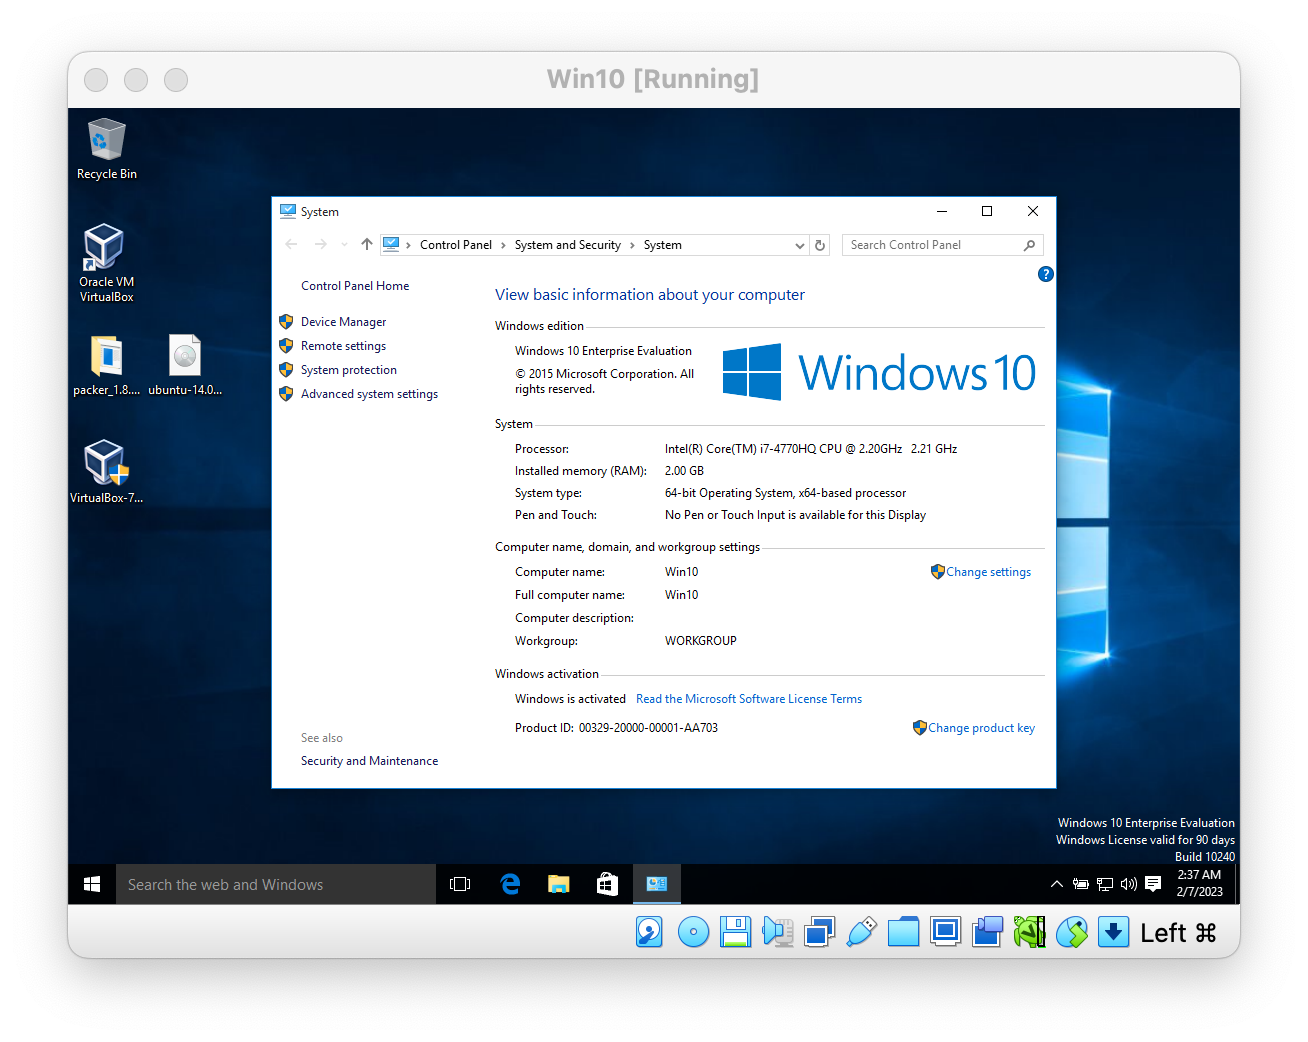 Win10 [Running]
Recycle Bin
Oracle VM
VirtualBox
packer_1.8....
ubuntu-14.0...
VirtualBox-7...
System
Control Panel
System and Security
System
Search Control Panel
?
Control Panel Home
Device Manager
Remote settings
System protection
Advanced system settings
See also
Security and Maintenance
View basic information about your computer
Windows edition
Windows 10 Enterprise Evaluation
© 2015 Microsoft Corporation. All
rights reserved.
Windows 10
System
Processor: Intel(R) Core(TM) i7-4770HQ CPU @ 2.20GHz 2.21 GHz
Installed memory (RAM): 2.00 GB
System type: 64-bit Operating System, x64-based processor
Pen and Touch: No Pen or Touch Input is available for this Display
Computer name, domain, and workgroup settings
Computer name: Win10 Change settings
Full computer name: Win10
Computer description:
Workgroup: WORKGROUP
Windows activation
Windows is activated Read the Microsoft Software License Terms
Product ID: 00329-20000-00001-AA703 Change product key
Windows 10 Enterprise Evaluation
Windows License valid for 90 days
Build 10240
Search the web and Windows
2:37 AM
2/7/2023
Left ⌘